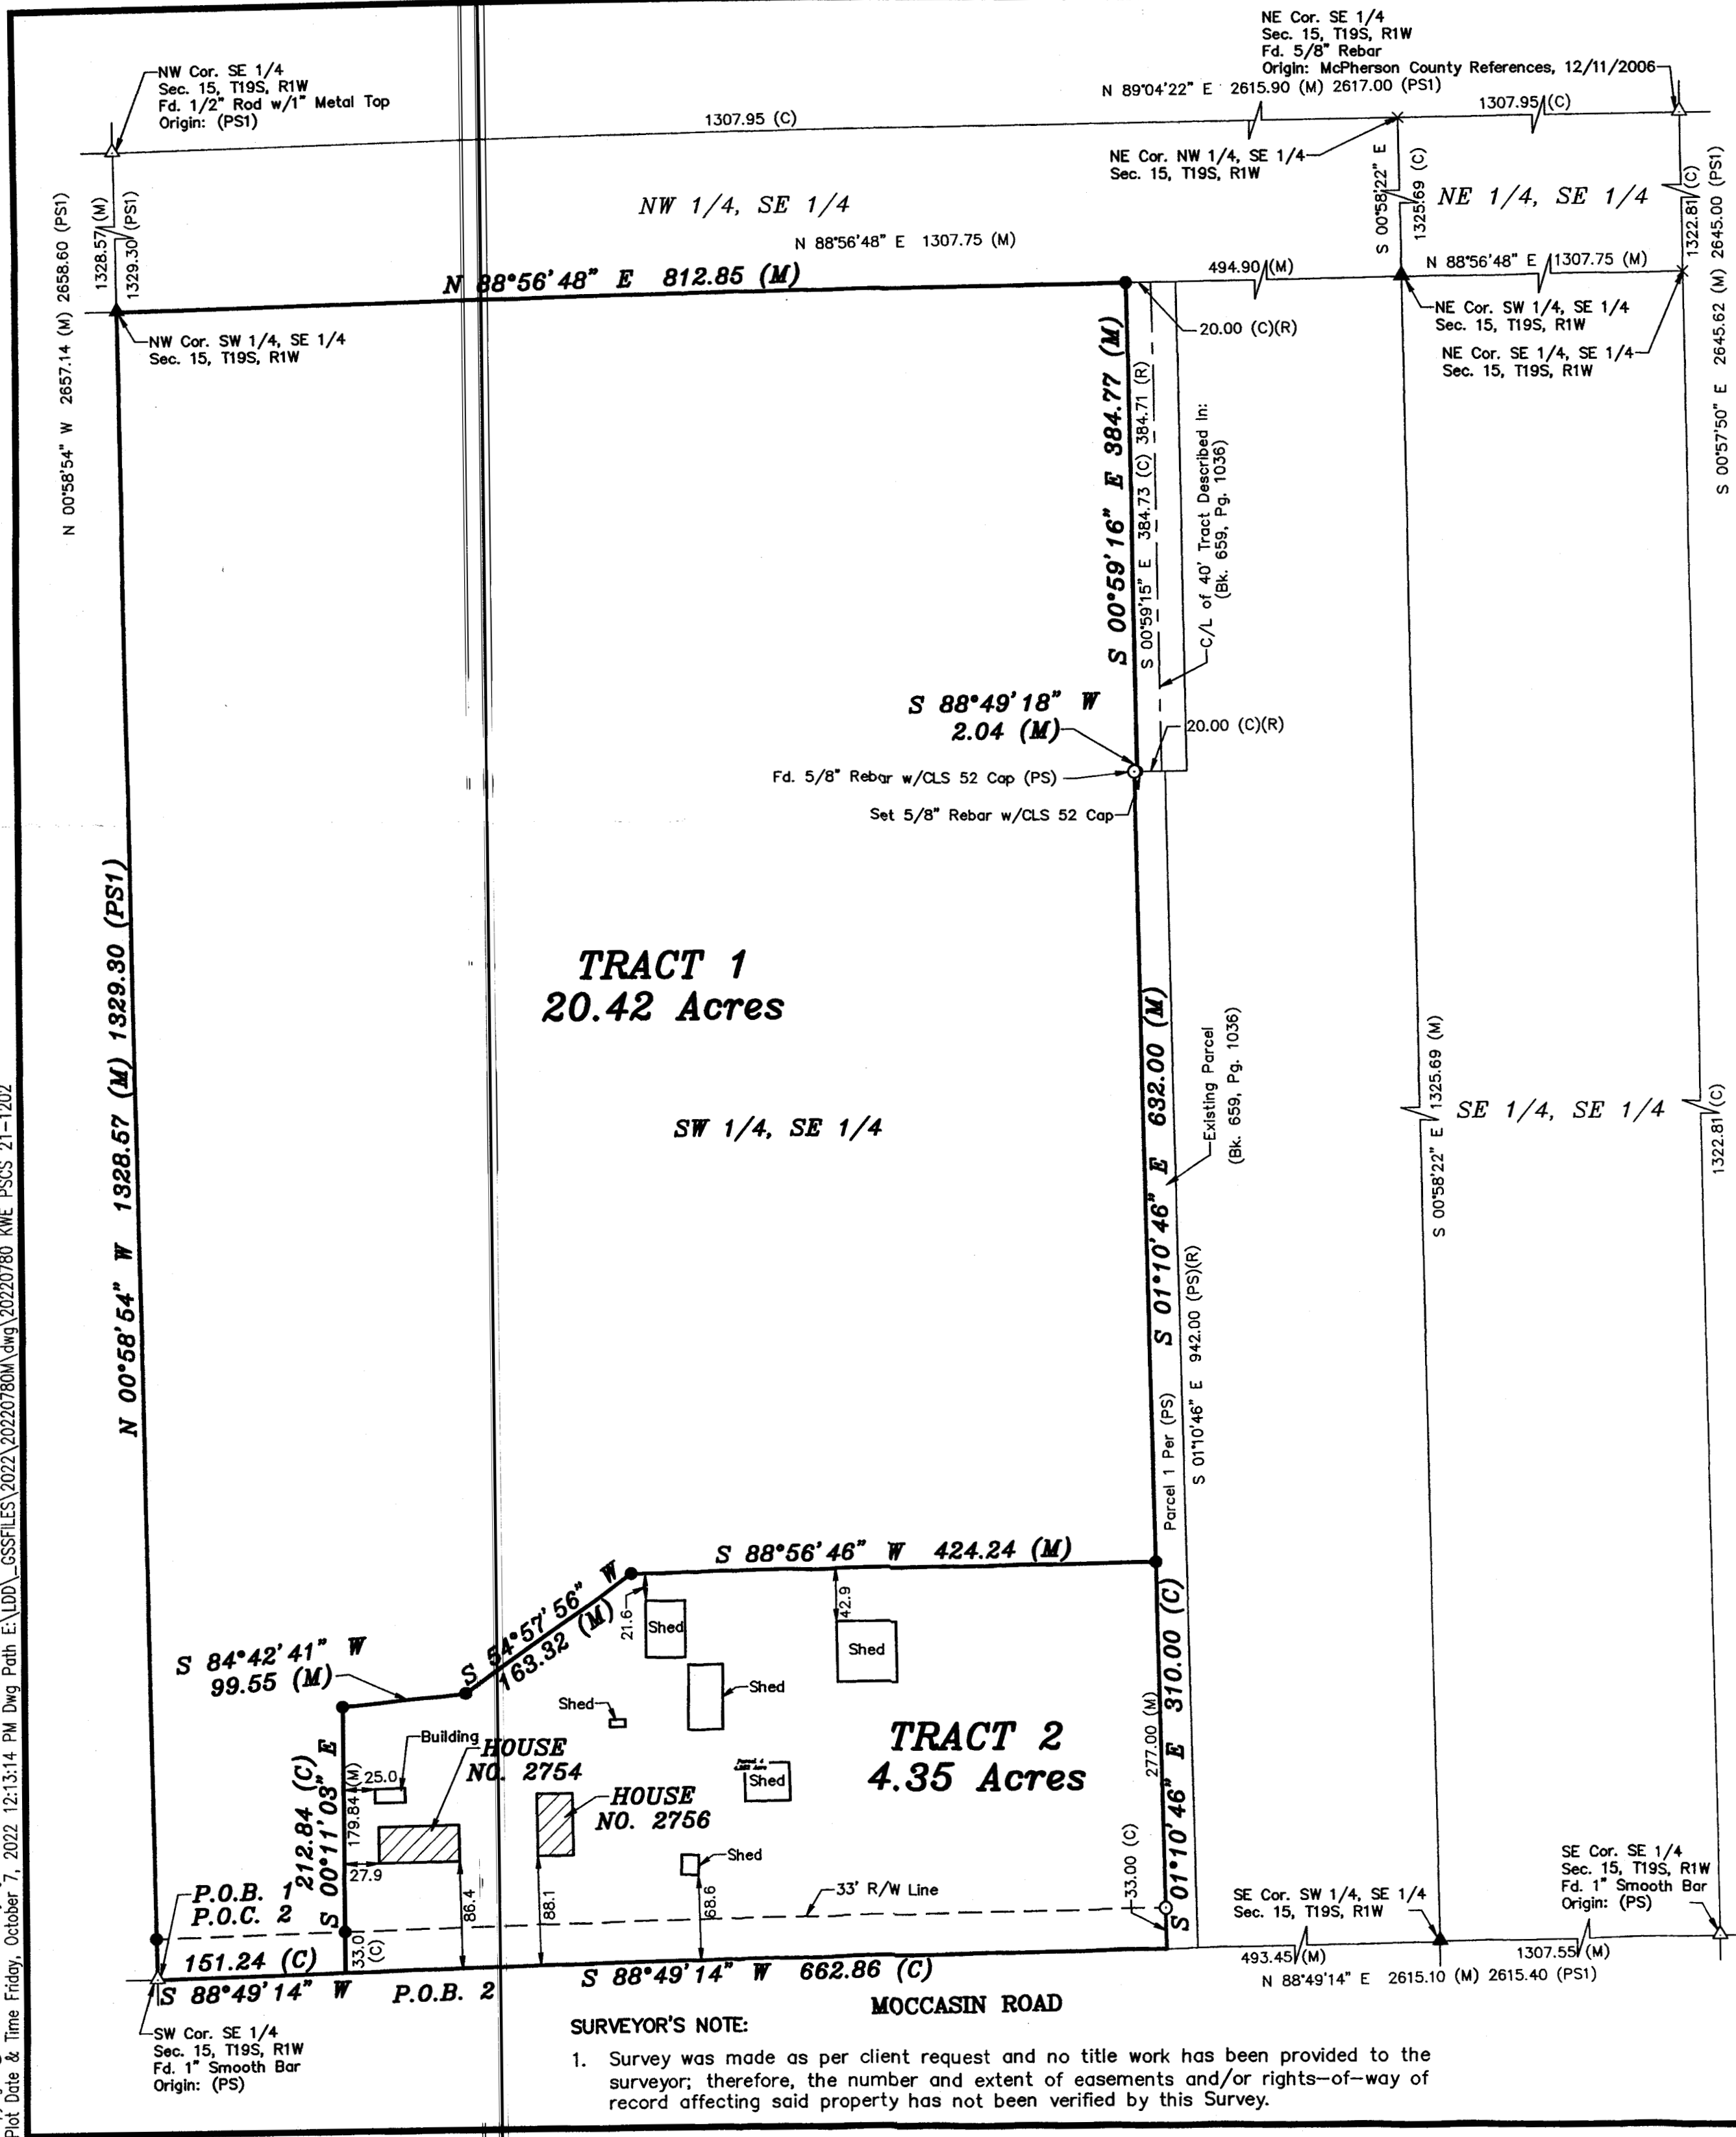 NE Cor. SE 1/4
Sec. 15, T19S, R1W
Fd. 5/8" Rebar
Origin: McPherson County References, 12/11/2006
NW Cor. SE 1/4
Sec. 15, T19S, R1W
Fd. 1/2" Rod w/1" Metal Top
Origin: (PS1)
N 89°04'22" E 2615.90 (M) 2617.00 (PS1)
1307.95 (C)
1307.95 (C)
NE Cor. NW 1/4, SE 1/4
Sec. 15, T19S, R1W
NW 1/4, SE 1/4
NE 1/4, SE 1/4
S 00°58'22" E
1325.69 (C)
1322.81 (C)
S 00°57'50" E 2645.62 (M) 2645.00 (PS1)
N 00°58'54" W 2657.14 (M) 2658.60 (PS1)
1328.57 (M)
1329.30 (PS1)
N 88°56'48" E 1307.75 (M)
N 88°56'48" E 812.85 (M)
494.90 (M)
N 88°56'48" E 1307.75 (M)
NW Cor. SW 1/4, SE 1/4
Sec. 15, T19S, R1W
20.00 (C)(R)
NE Cor. SW 1/4, SE 1/4
Sec. 15, T19S, R1W
NE Cor. SE 1/4, SE 1/4
Sec. 15, T19S, R1W
S 00°59'16" E 384.77 (M)
S 00°59'15" E 384.73 (C) 384.71 (R)
C/L of 40' Tract Described In:
(Bk. 659, Pg. 1036)
S 88°49'18" W
2.04 (M)
20.00 (C)(R)
Fd. 5/8" Rebar w/CLS 52 Cap (PS)
Set 5/8" Rebar w/CLS 52 Cap
N 00°58'54" W 1328.57 (M) 1329.30 (PS1)
TRACT 1
20.42 Acres
SW 1/4, SE 1/4
S 01°10'46" E 632.00 (M)
Existing Parcel
(Bk. 659, Pg. 1036)
S 00°58'22" E 1325.69 (M)
SE 1/4, SE 1/4
1322.81 (C)
Parcel 1 Per (PS)
S 01°10'46" E 942.00 (PS)(R)
S 88°56'46" W 424.24 (M)
S 54°57'56" W
163.32 (M)
S 84°42'41" W
99.55 (M)
21.6
Shed
42.9
Shed
Shed
Shed
Building
HOUSE
NO. 2754
TRACT 2
4.35 Acres
Shed
HOUSE
NO. 2756
25.0
179.84 (M)
212.84 (C)
S 00°11'03" E
27.9
86.4
88.1
Shed
68.6
33' R/W Line
277.00 (M)
33.00 (C)
S 01°10'46" E 310.00 (C)
P.O.B. 1
P.O.C. 2
33.0
(C)
151.24 (C)
S 88°49'14" W
P.O.B. 2
S 88°49'14" W 662.86 (C)
MOCCASIN ROAD
SE Cor. SW 1/4, SE 1/4
Sec. 15, T19S, R1W
SE Cor. SE 1/4
Sec. 15, T19S, R1W
Fd. 1" Smooth Bar
Origin: (PS)
493.45 (M)
1307.55 (M)
N 88°49'14" E 2615.10 (M) 2615.40 (PS1)
SW Cor. SE 1/4
Sec. 15, T19S, R1W
Fd. 1" Smooth Bar
Origin: (PS)
SURVEYOR'S NOTE:
1. Survey was made as per client request and no title work has been provided to the
surveyor; therefore, the number and extent of easements and/or rights-of-way of
record affecting said property has not been verified by this Survey.
Plot Date & Time Friday, October 7, 2022 12:13:14 PM Dwg Path E:\LDD\_GSSFILES\2022\20220780M\dwg\20220780 KWE PSCS 21-1202